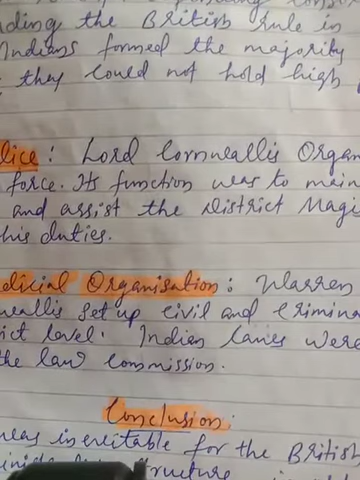 nding the British rule in
Indians formed the majority
they could not hold high
lice: Lord Cornwallis Organ
force. Its function was to main
and assist the District Magi
his duties.
dicial Organisation: Warren
wallis set up civil and crimina
ict level. Indian laws were
the law commission.
Conclusion:
was inevitable for the British
structure